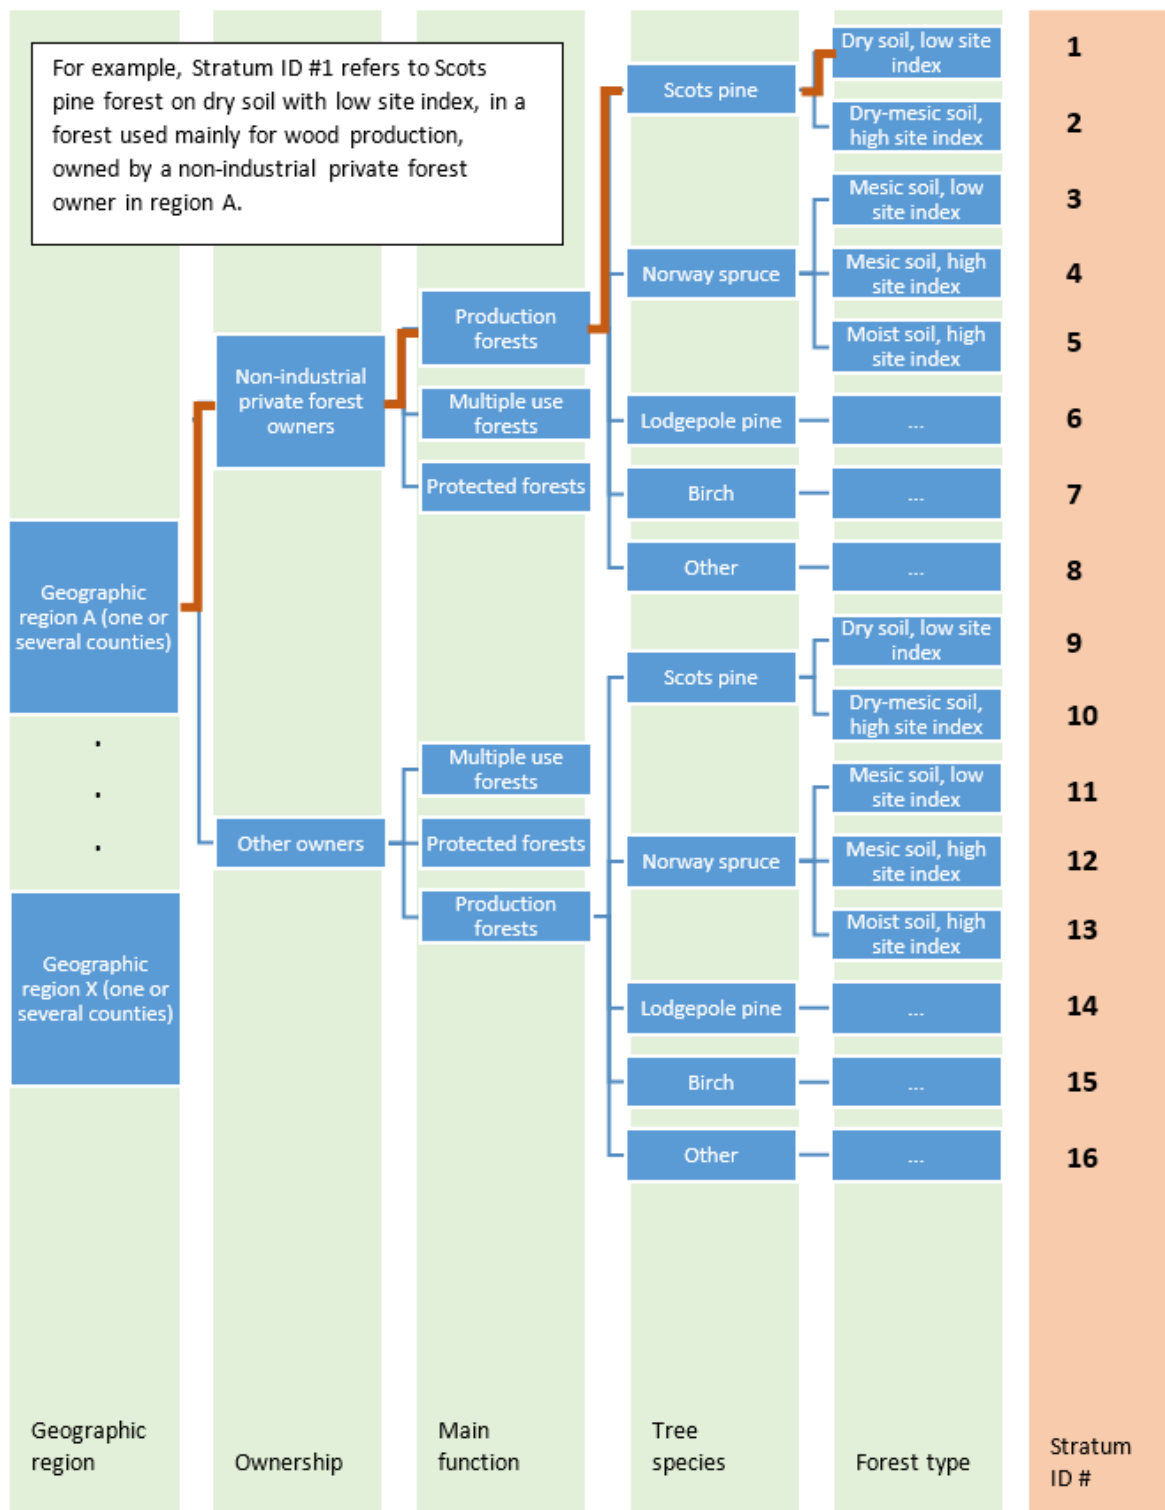 For example, Stratum ID #1 refers to Scots
pine forest on dry soil with low site index, in a
forest used mainly for wood production,
owned by a non-industrial private forest
owner in region A.
Geographic
region A (one or
several counties)
.
.
.
Geographic
region X (one or
several counties)
Non-industrial
private forest
owners
Other owners
Production
forests
Multiple use
forests
Protected forests
Multiple use
forests
Protected forests
Production
forests
Scots pine
Norway spruce
Lodgepole pine
Birch
Other
Scots pine
Norway spruce
Lodgepole pine
Birch
Other
Dry soil, low site
index
Dry-mesic soil,
high site index
Mesic soil, low
site index
Mesic soil, high
site index
Moist soil, high
site index
...
...
...
Dry soil, low site
index
Dry-mesic soil,
high site index
Mesic soil, low
site index
Mesic soil, high
site index
Moist soil, high
site index
...
...
...
1
2
3
4
5
6
7
8
9
10
11
12
13
14
15
16
Geographic
region
Ownership
Main
function
Tree
species
Forest type
Stratum
ID #